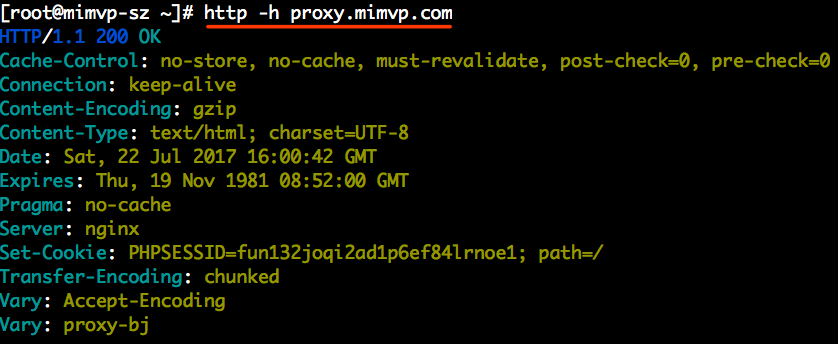 [root@mimvp-sz ~]# http -h proxy.mimvp.com
HTTP/1.1 200 OK
Cache-Control: no-store, no-cache, must-revalidate, post-check=0, pre-check=0
Connection: keep-alive
Content-Encoding: gzip
Content-Type: text/html; charset=UTF-8
Date: Sat, 22 Jul 2017 16:00:42 GMT
Expires: Thu, 19 Nov 1981 08:52:00 GMT
Pragma: no-cache
Server: nginx
Set-Cookie: PHPSESSID=fun132joqi2ad1p6ef84lrnoe1; path=/
Transfer-Encoding: chunked
Vary: Accept-Encoding
Vary: proxy-bj